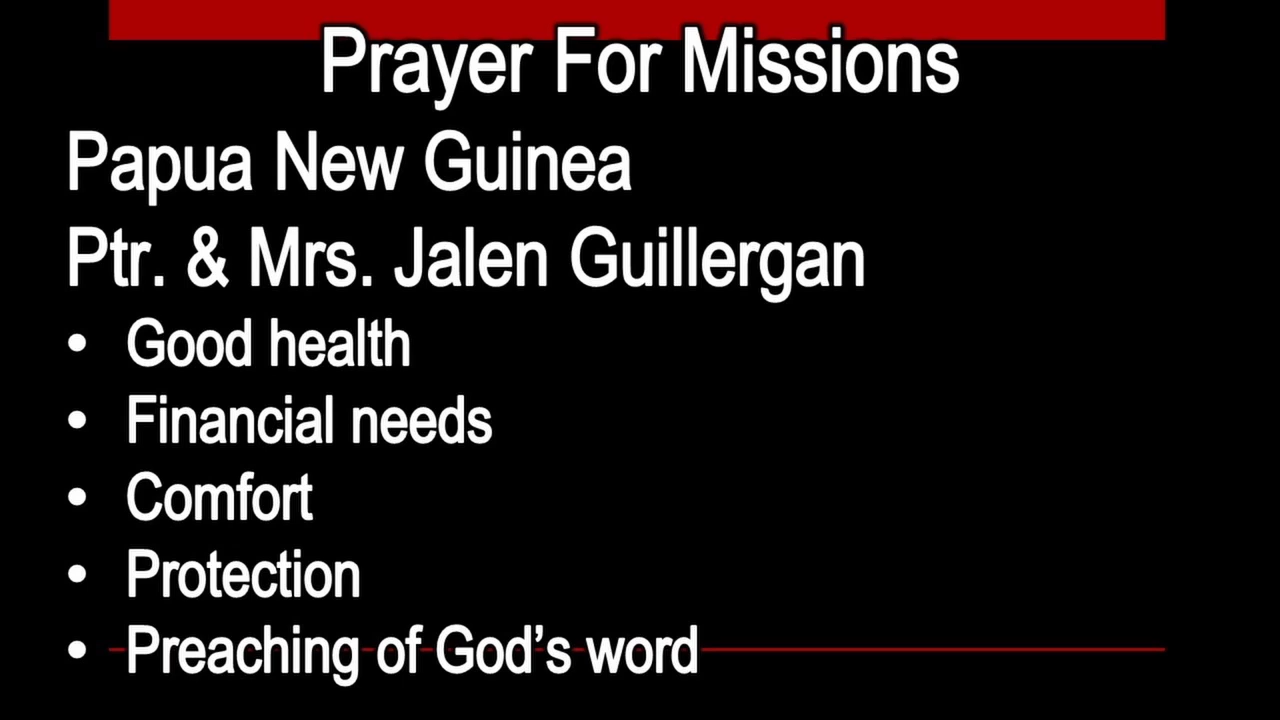 Prayer For Missions
Papua New Guinea
Ptr. & Mrs. Jalen Guillergan
• Good health
• Financial needs
• Comfort
• Protection
• Preaching of God’s word